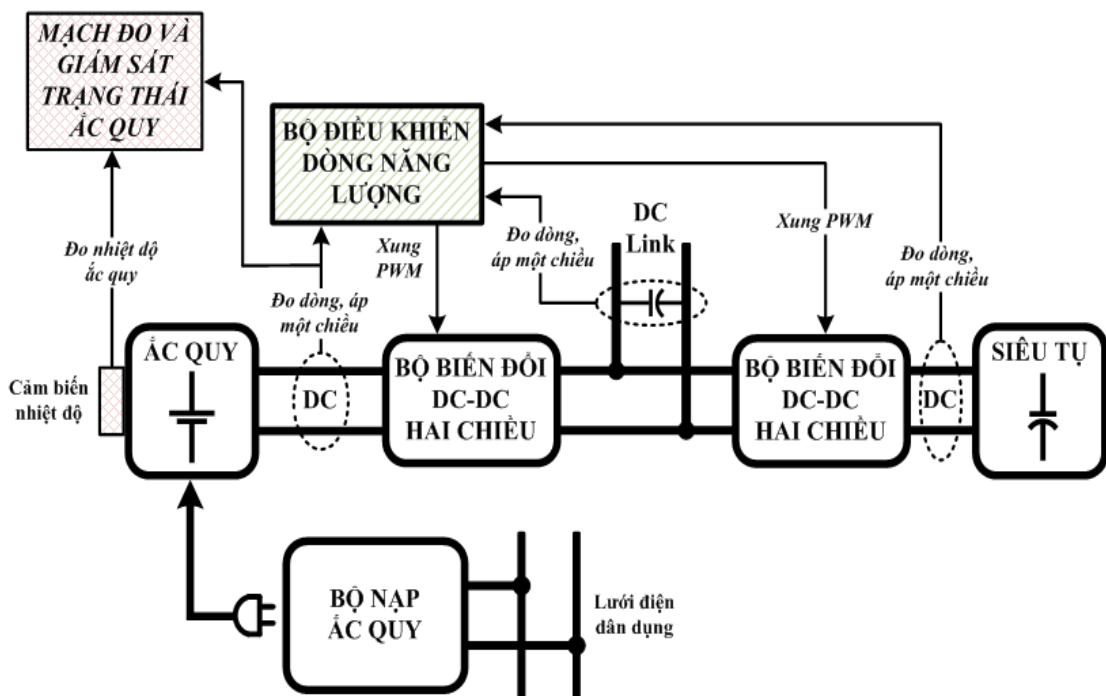 MẠCH ĐO VÀ
GIÁM SÁT
TRẠNG THÁI
ẮC QUY
BỘ ĐIỀU KHIỂN
DÒNG NĂNG
LƯỢNG
Đo nhiệt độ
ắc quy
Xung
PWM
Đo dòng, áp
một chiều
Đo dòng,
áp một chiều
DC
Link
Xung PWM
Đo dòng,
áp một chiều
Cảm biến
nhiệt độ
ẮC QUY
DC
BỘ BIẾN ĐỔI
DC-DC
HAI CHIỀU
BỘ BIẾN ĐỔI
DC-DC
HAI CHIỀU
DC
SIÊU TỤ
BỘ NẠP
ẮC QUY
Lưới điện
dân dụng